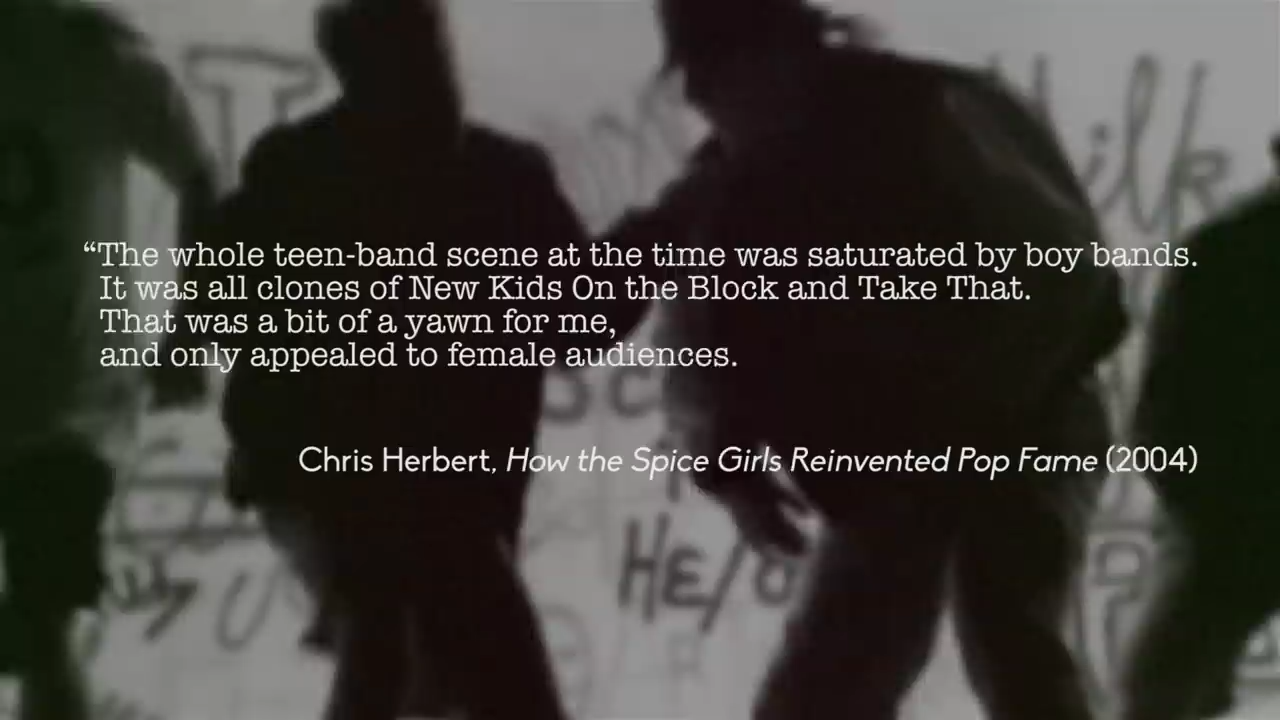 “The whole teen-band scene at the time was saturated by boy bands.
It was all clones of New Kids On the Block and Take That.
That was a bit of a yawn for me,
and only appealed to female audiences.
Chris Herbert, How the Spice Girls Reinvented Pop Fame (2004)